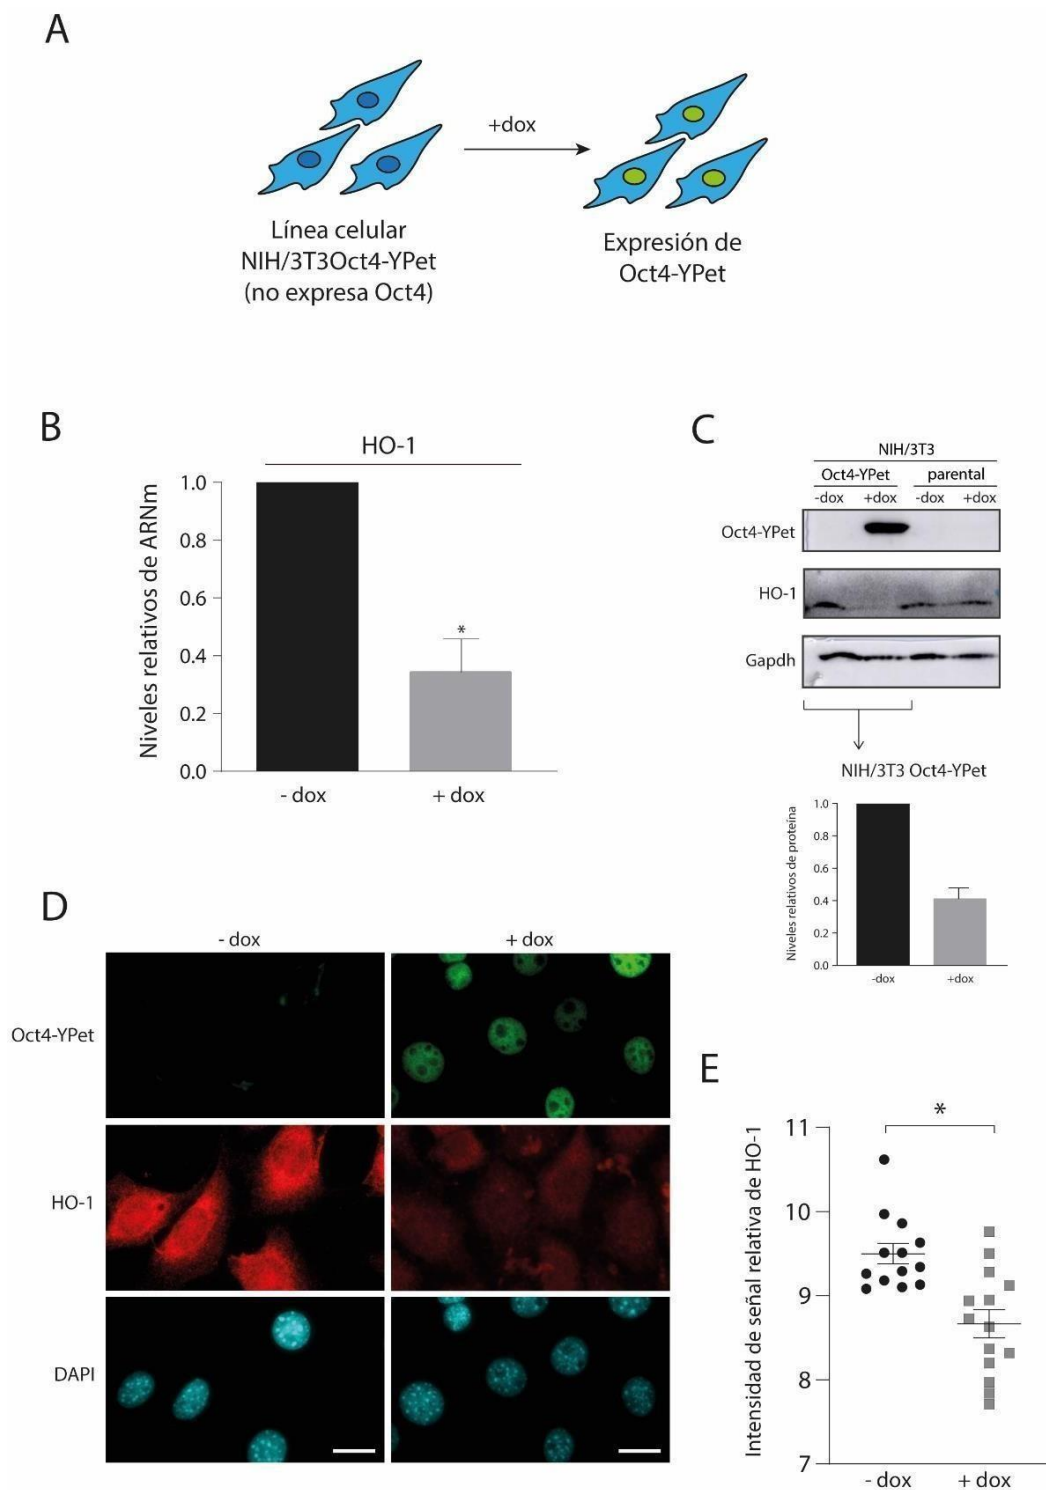 A
+dox
Línea celular
NIH/3T3Oct4-YPet
(no expresa Oct4)
Expresión de
Oct4-YPet
B
HO-1
Niveles relativos de ARNm
1.0
0.8
0.6
0.4
0.2
0.0
*
- dox
+ dox
C
NIH/3T3
Oct4-YPet
parental
-dox
+dox
-dox
+dox
Oct4-YPet
HO-1
Gapdh
NIH/3T3 Oct4-YPet
Niveles relativos de proteína
1.0
0.8
0.6
0.4
0.2
0.0
-dox
+dox
D
- dox
+ dox
Oct4-YPet
HO-1
DAPI
E
Intensidad de señal relativa de HO-1
*
11
10
9
8
7
- dox
+ dox